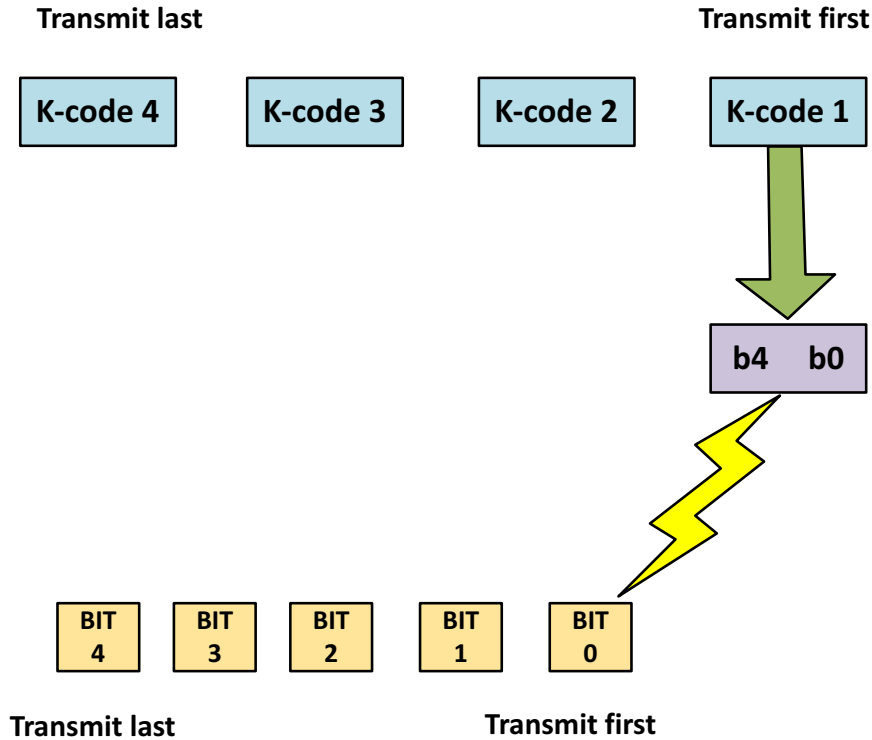 Transmit last Transmit first
K-code 4 K-code 3 K-code 2 K-code 1
b4 b0
BIT BIT BIT BIT BIT
4 3 2 1 0
Transmit last Transmit first